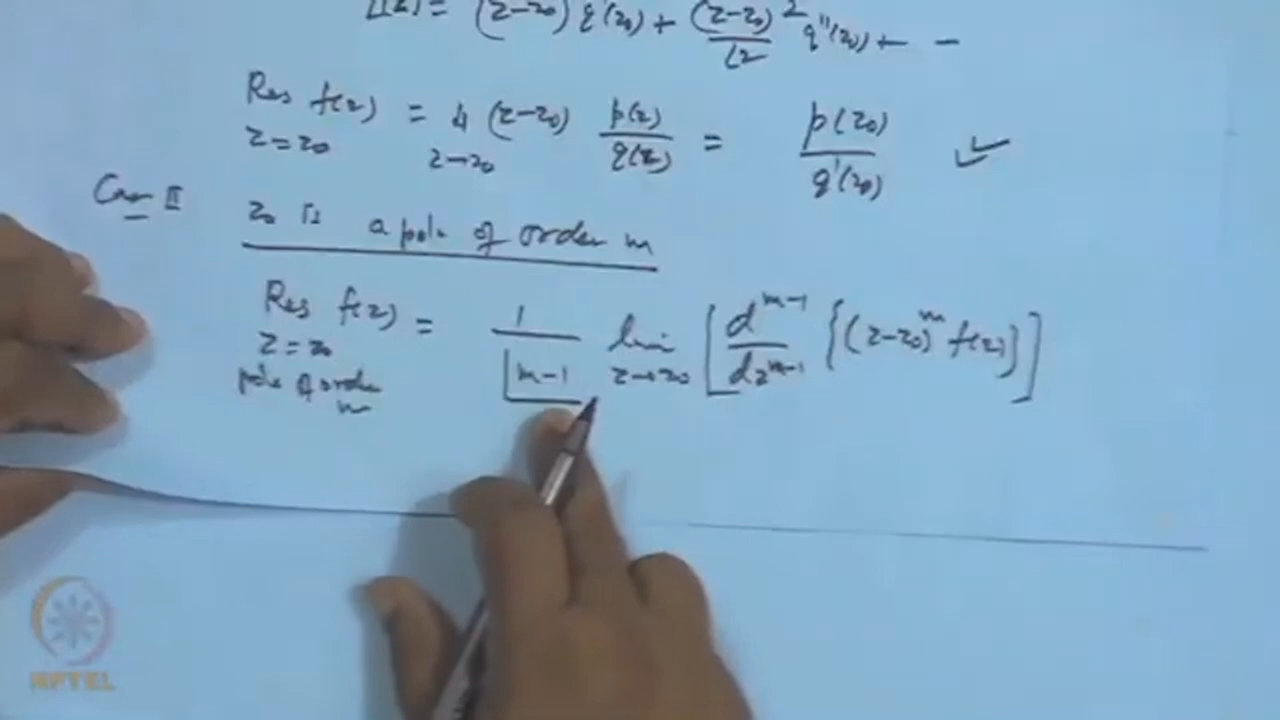 q(z) = (z-z0) q'(z0) + (z-z0)^2/⌊2 q''(z0) + -
Res f(z) = lt (z-z0) p(z)/q(z) = p(z0)/q'(z0) ✓
z=z0 z→z0
Case II z0 is a pole of order m
Res f(z) = 1/⌊m-1 lim [d^{m-1}/dz^{m-1} {(z-z0)^m f(z)}]
z=z0 z→z0
pole of order
m
NPTEL